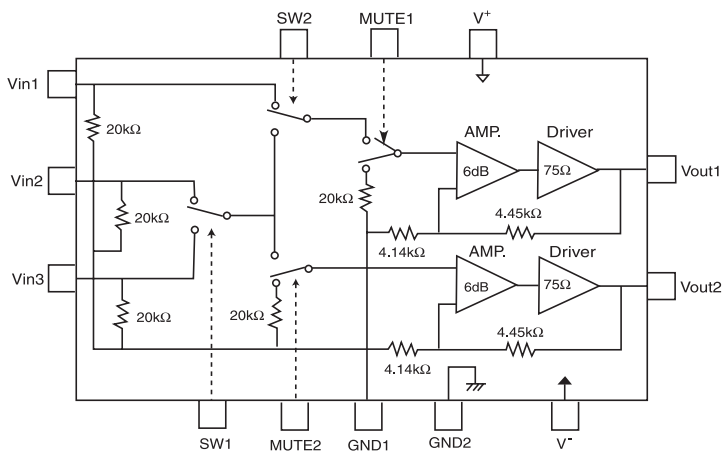 SW2
MUTE1
V+
Vin1
20kΩ
AMP.
Driver
6dB
75Ω
Vout1
Vin2
20kΩ
20kΩ
4.14kΩ
4.45kΩ
AMP.
Driver
Vin3
6dB
75Ω
Vout2
20kΩ
20kΩ
4.45kΩ
4.14kΩ
SW1
MUTE2
GND1
GND2
V-